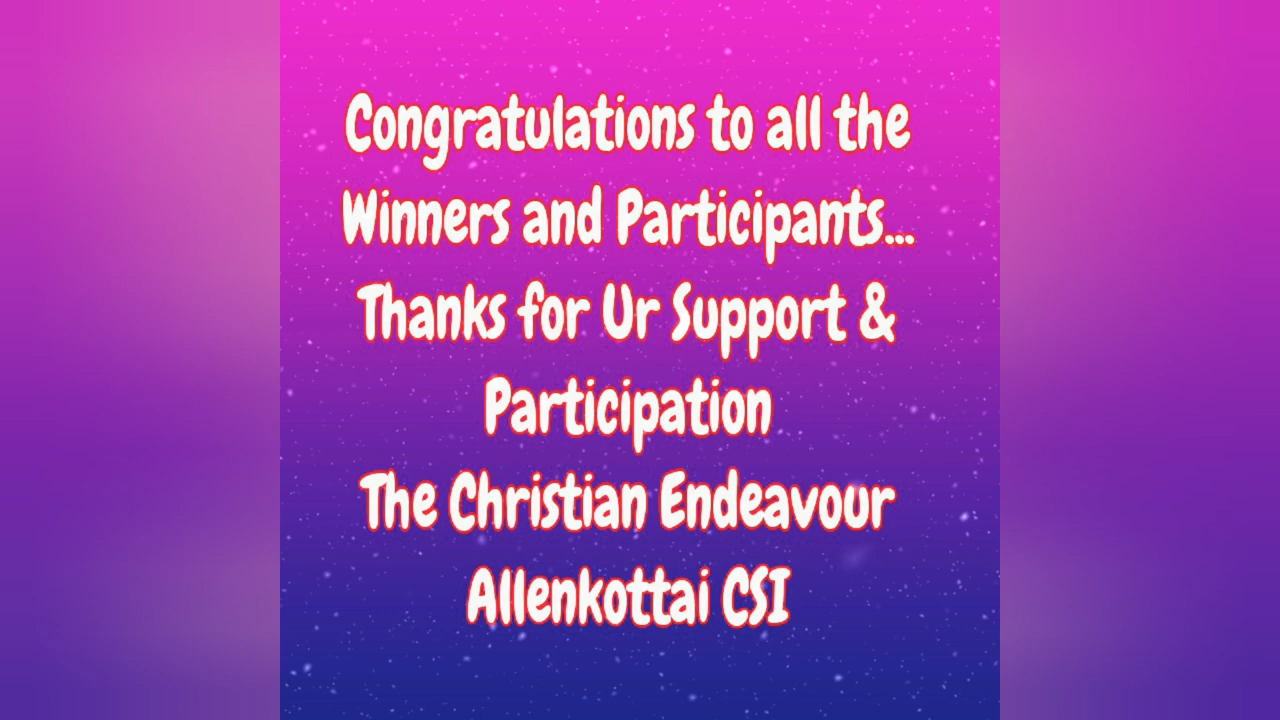 Congratulations to all the
Winners and Participants...
Thanks for Ur Support &
Participation
The Christian Endeavour
Allenkottai CSI